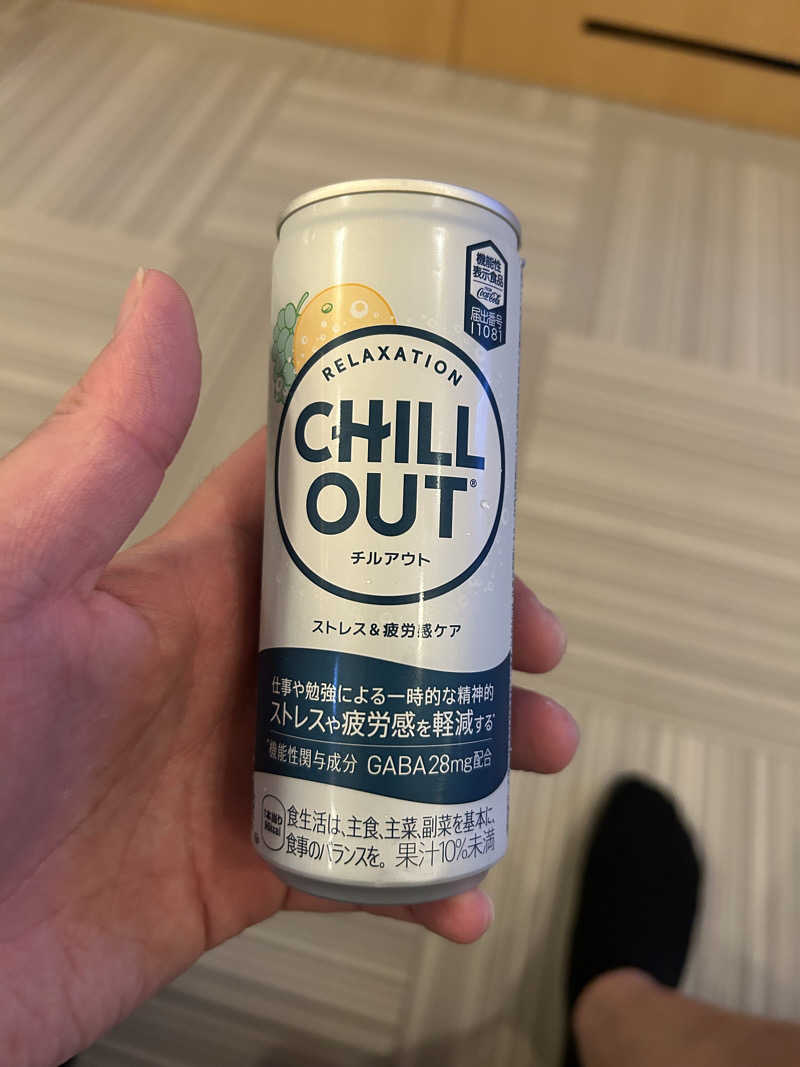 機能性
表示食品
Coca-Cola
届出番号
I1081
RELAXATION
CHILL
OUT®
チルアウト
ストレス&疲労感ケア
仕事や勉強による一時的な精神的
ストレスや疲労感を軽減する*
*機能性関与成分 GABA28mg配合
1本当り
食生活は、主食、主菜、副菜を基本に、
食事のバランスを。果汁10%未満